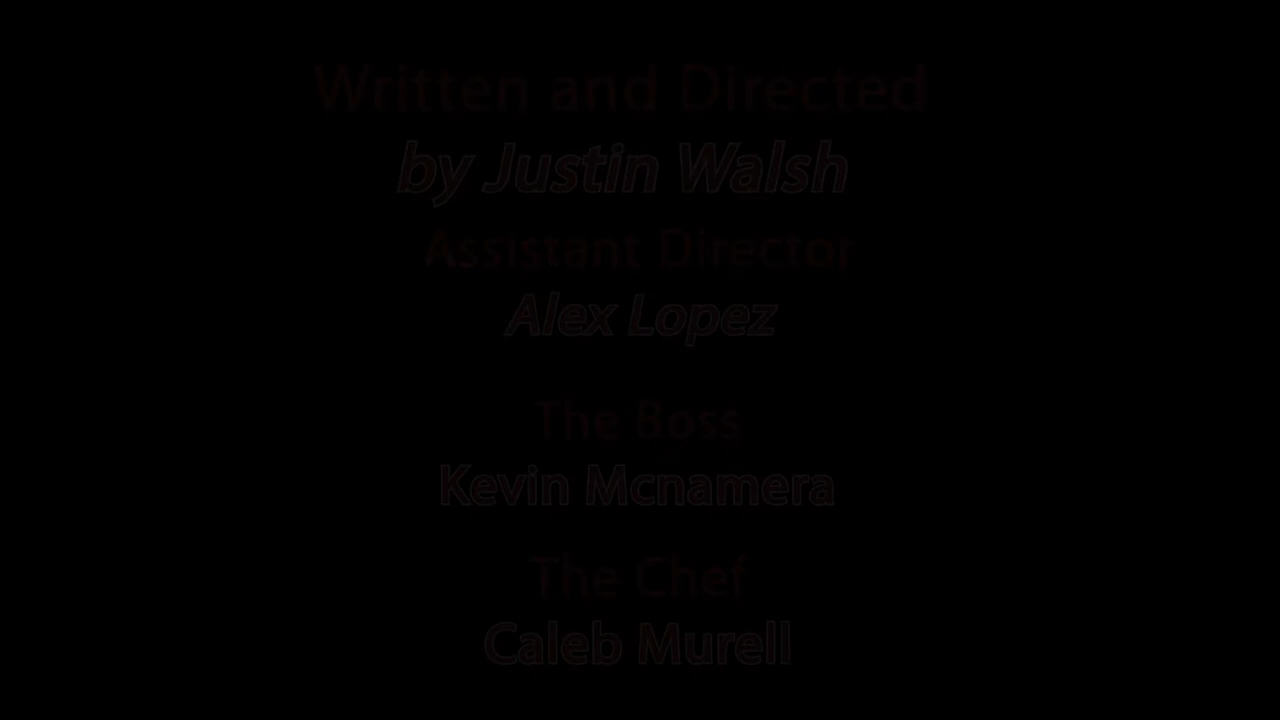 Written and Directed
by Justin Walsh
Assistant Director
Alex Lopez
The Boss
Kevin Mcnamera
The Chef
Caleb Murell